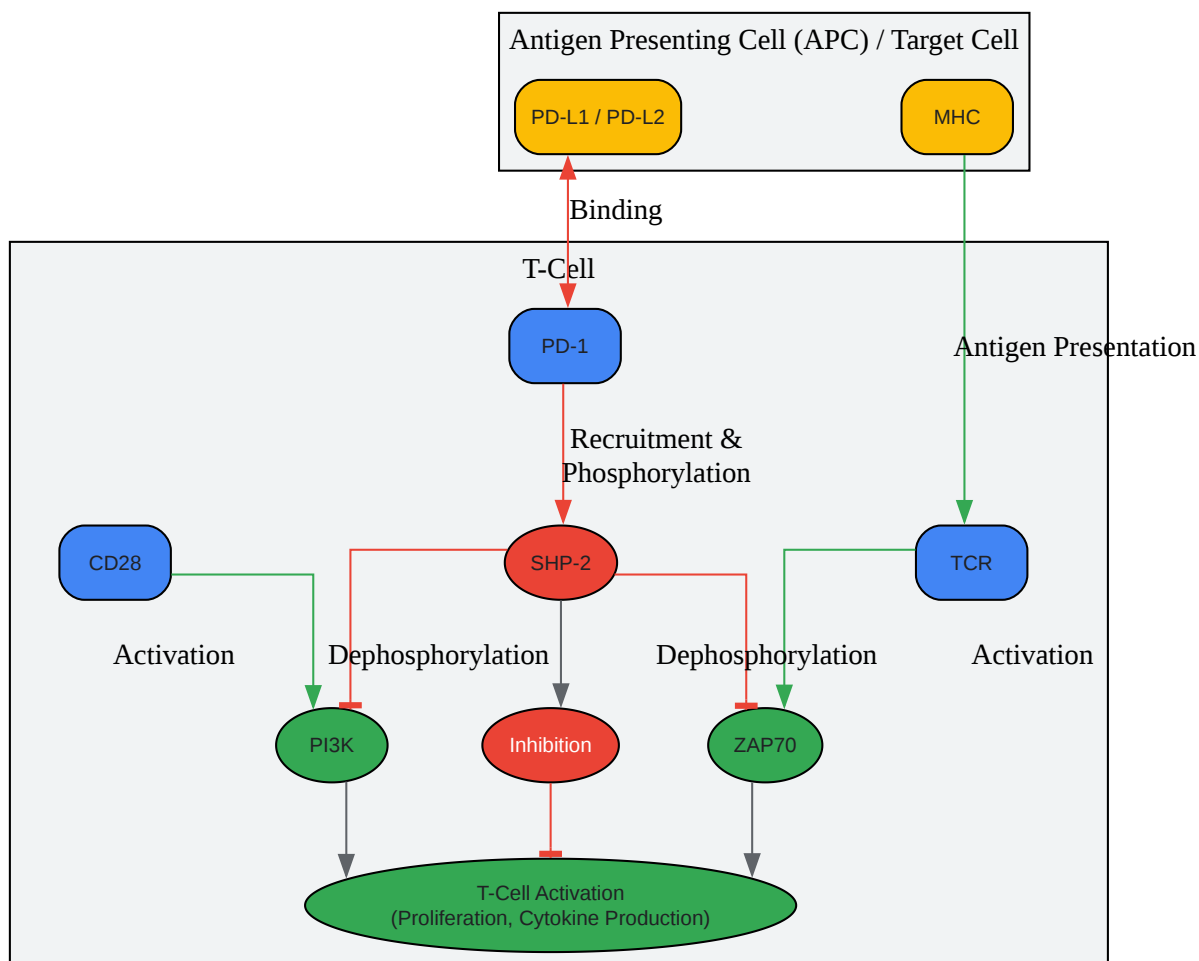 Antigen Presenting Cell (APC) / Target Cell
PD-L1 / PD-L2
MHC
Binding
T-Cell
PD-1
Antigen Presentation
Recruitment &
Phosphorylation
CD28
SHP-2
TCR
Activation
Dephosphorylation
Dephosphorylation
Activation
PI3K
Inhibition
ZAP70
T-Cell Activation
(Proliferation, Cytokine Production)